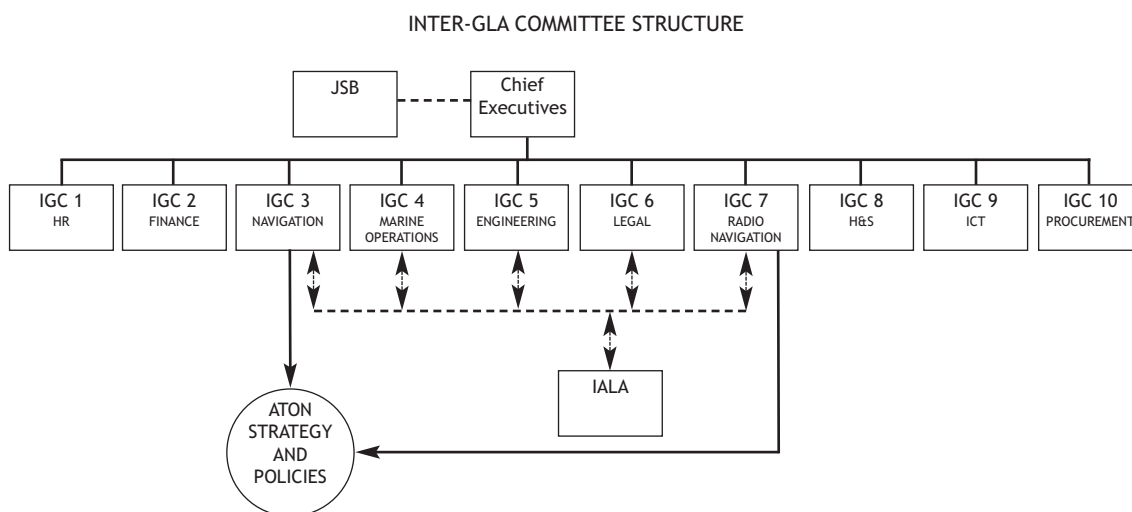 INTER-GLA COMMITTEE STRUCTURE
JSB
Chief
Executives
IGC 1
HR
IGC 2
FINANCE
IGC 3
NAVIGATION
IGC 4
MARINE
OPERATIONS
IGC 5
ENGINEERING
IGC 6
LEGAL
IGC 7
RADIO
NAVIGATION
IGC 8
H&S
IGC 9
ICT
IGC 10
PROCUREMENT
IALA
ATON
STRATEGY
AND
POLICIES